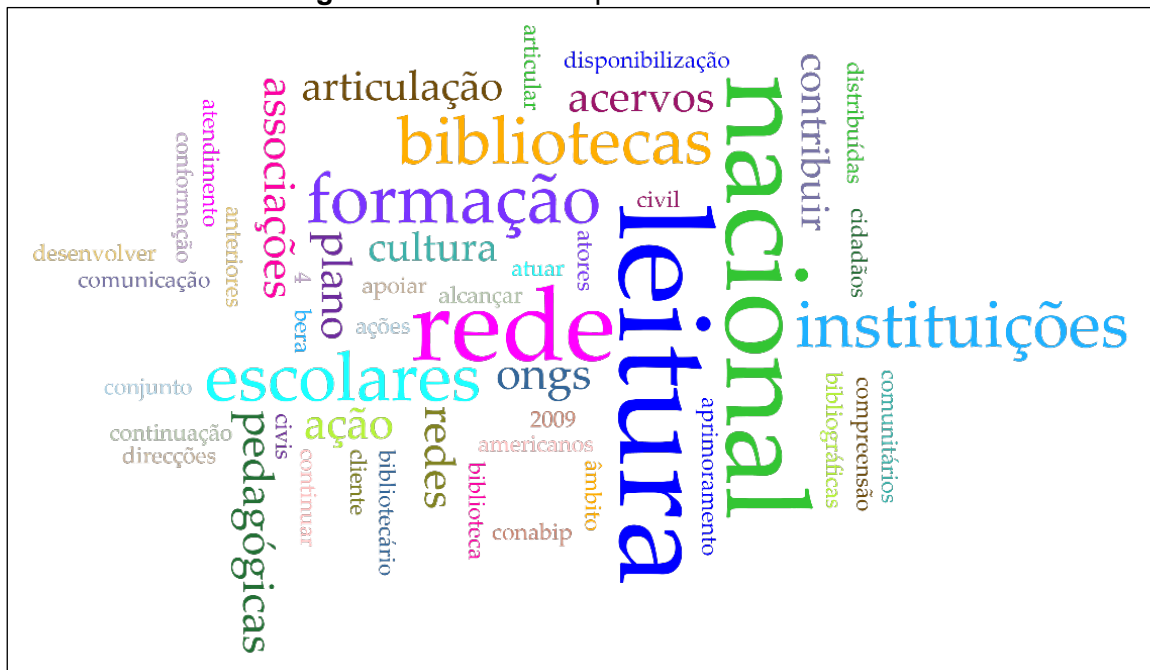 articular
disponibilização
articulação
acervos
nacional
contribuir
distribuídas
associações
atendimento
conformação
bibliotecas
formação
civil
leitura
cidadãos
anteriores
desenvolver
comunicação
plano
cultura
atores
atuar
4
apoiar
alcançar
bera
ações
rede
instituições
conjunto
escolares
ongs
bibliográficas
compreensão
comunitários
aprimoramento
pedagógicas
civis
ação
redes
2009
americanos
continuação
direcções
continuar
cliente
bibliotecário
biblioteca
âmbito
conabip